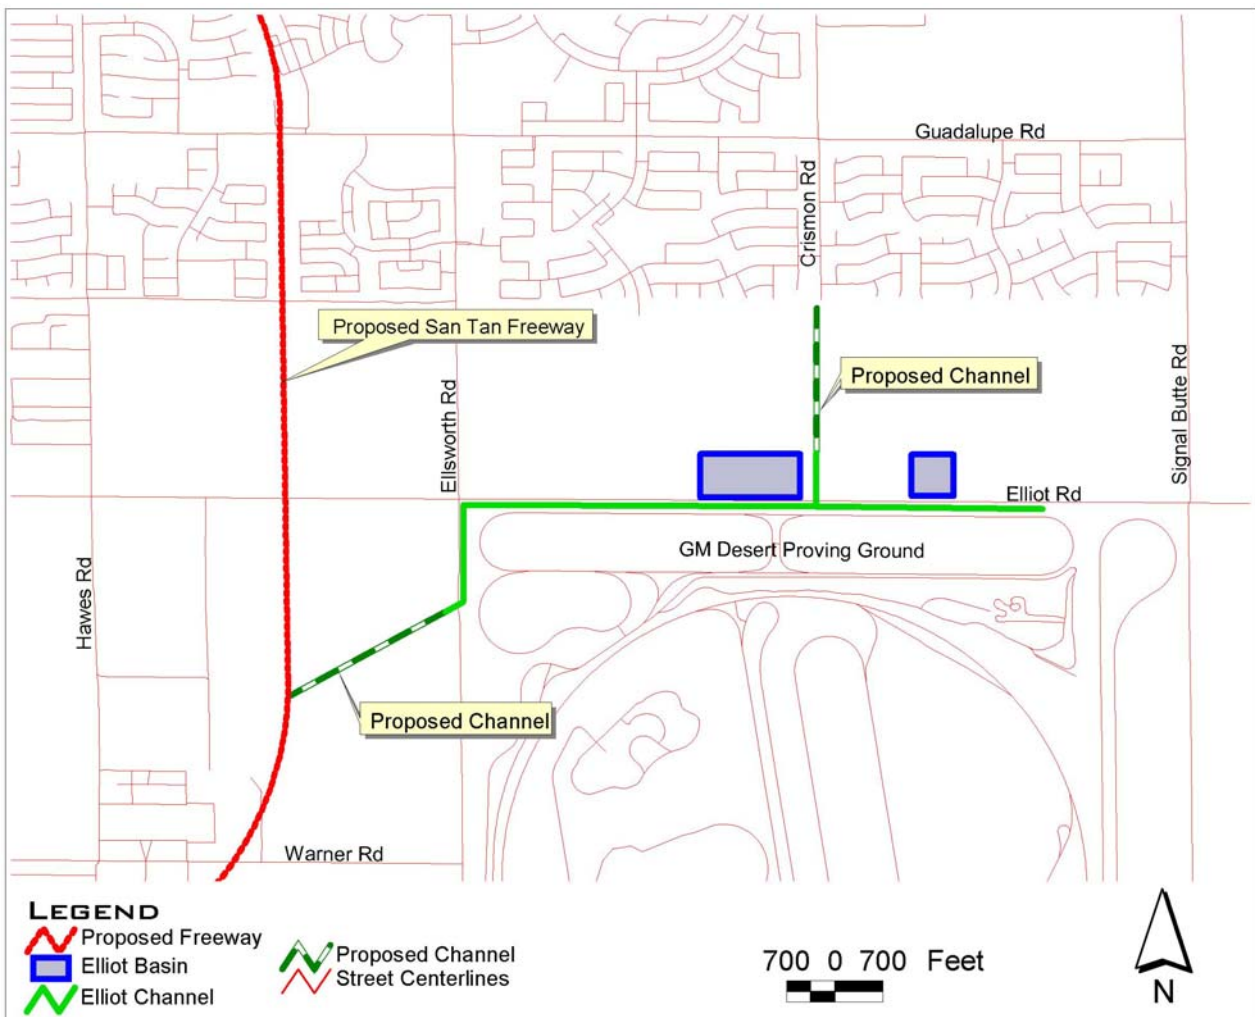 Guadalupe Rd
Crismon Rd
Proposed San Tan Freeway
Proposed Channel
Ellsworth Rd
Signal Butte Rd
Elliot Rd
GM Desert Proving Ground
Hawes Rd
Proposed Channel
Warner Rd
LEGEND
Proposed Freeway
Elliot Basin
Elliot Channel
Proposed Channel
Street Centerlines
700 0 700 Feet
N